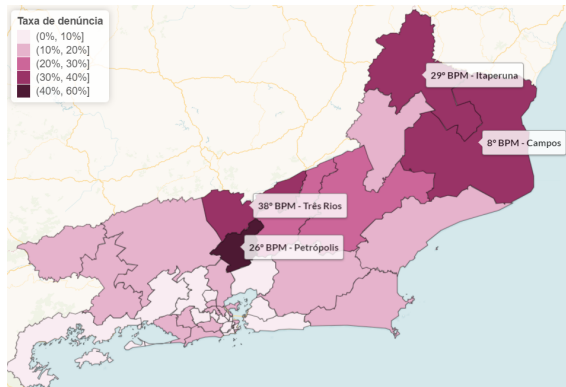 Taxa de denúncia
(0%, 10%]
(10%, 20%]
(20%, 30%]
(30%, 40%]
(40%, 60%]
29º BPM - Itaperuna
8º BPM - Campos
38º BPM - Três Rios
26º BPM - Petrópolis